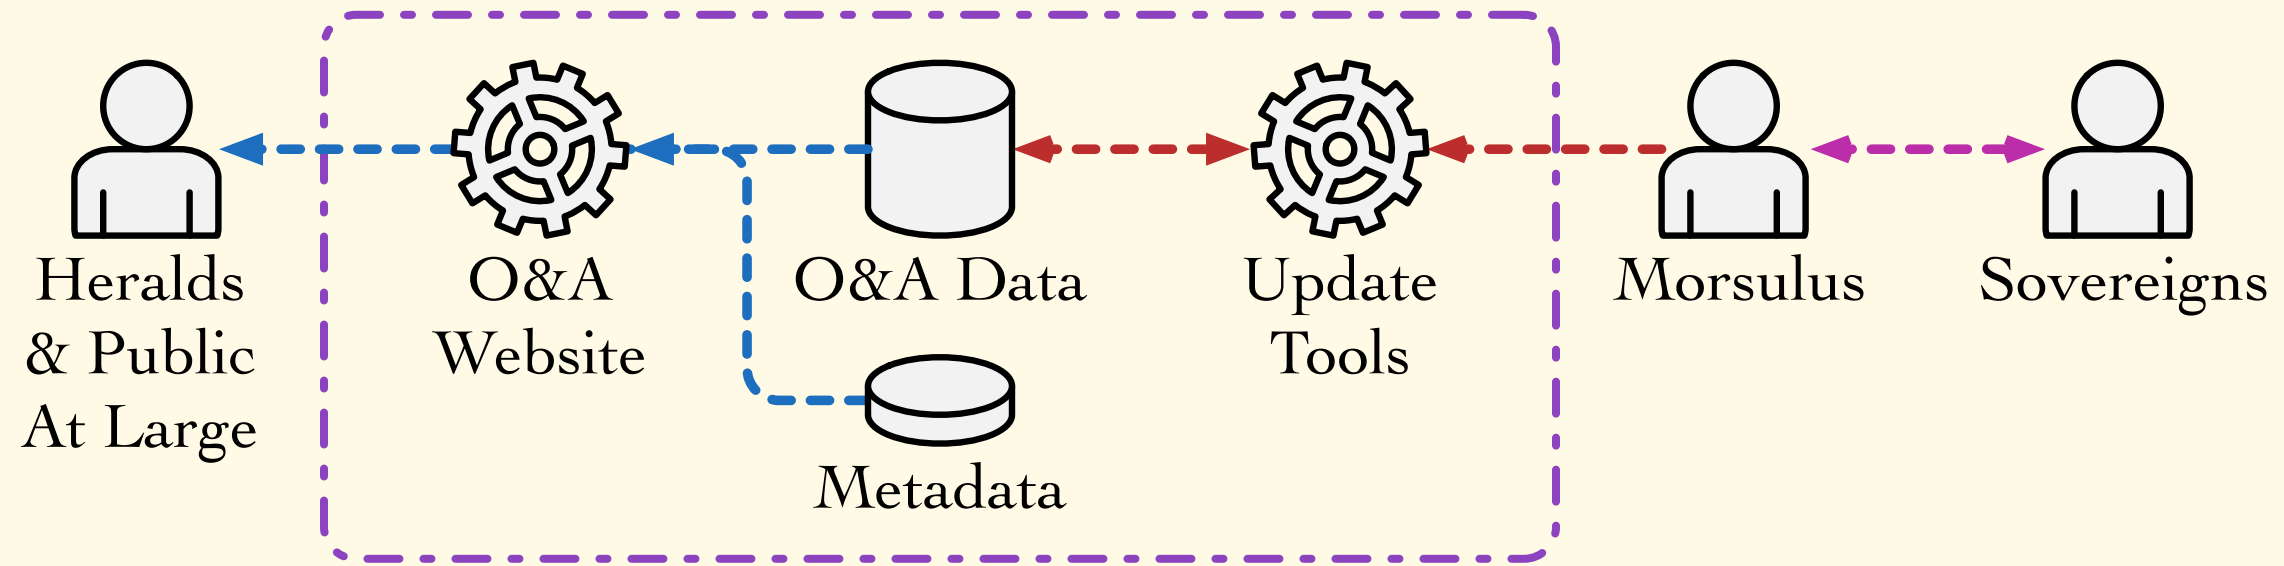 Heralds
& Public
At Large
O&A
Website
O&A Data
Metadata
Update
Tools
Morsulus
Sovereigns